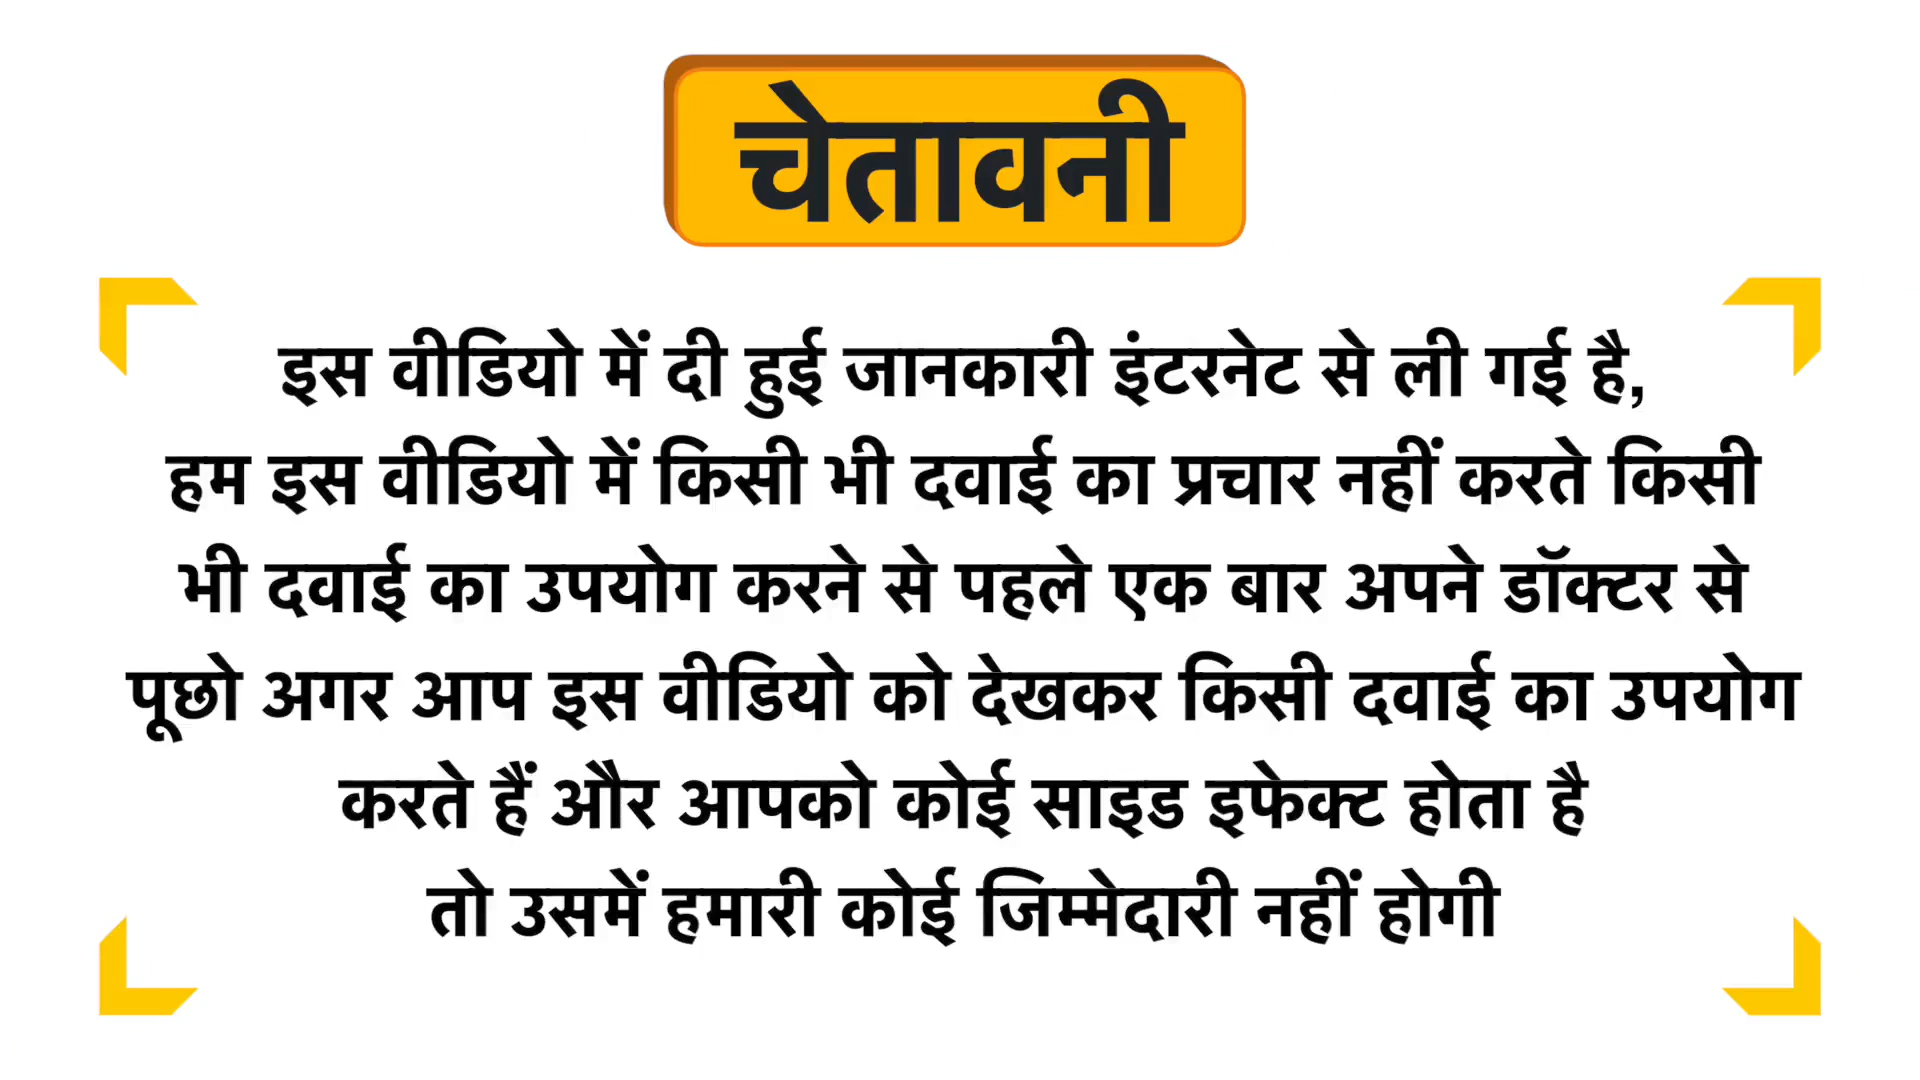 चेतावनी
इस वीडियो में दी हुई जानकारी इंटरनेट से ली गई है,
हम इस वीडियो में किसी भी दवाई का प्रचार नहीं करते किसी
भी दवाई का उपयोग करने से पहले एक बार अपने डॉक्टर से
पूछो अगर आप इस वीडियो को देखकर किसी दवाई का उपयोग
करते हैं और आपको कोई साइड इफेक्ट होता है
तो उसमें हमारी कोई जिम्मेदारी नहीं होगी